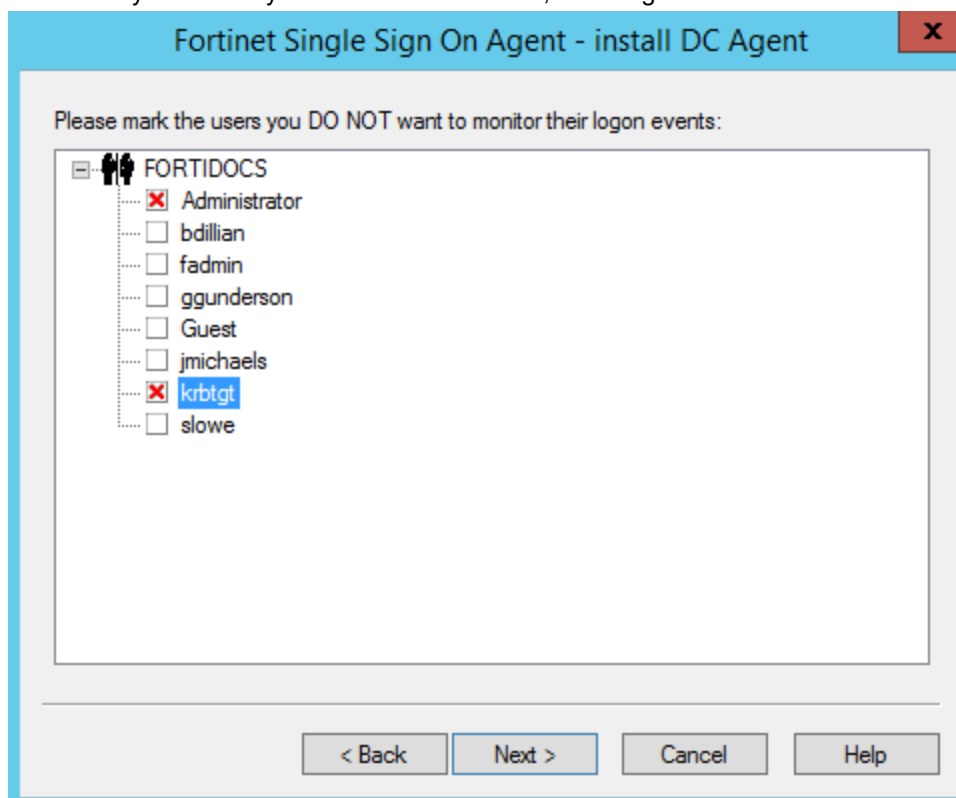 Fortinet Single Sign On Agent - install DC Agent
x
Please mark the users you DO NOT want to monitor their logon events:
FORTIDOCS
Administrator
bdillian
fadmin
ggunderson
Guest
jmichaels
krbtgt
slowe
< Back Next > Cancel Help